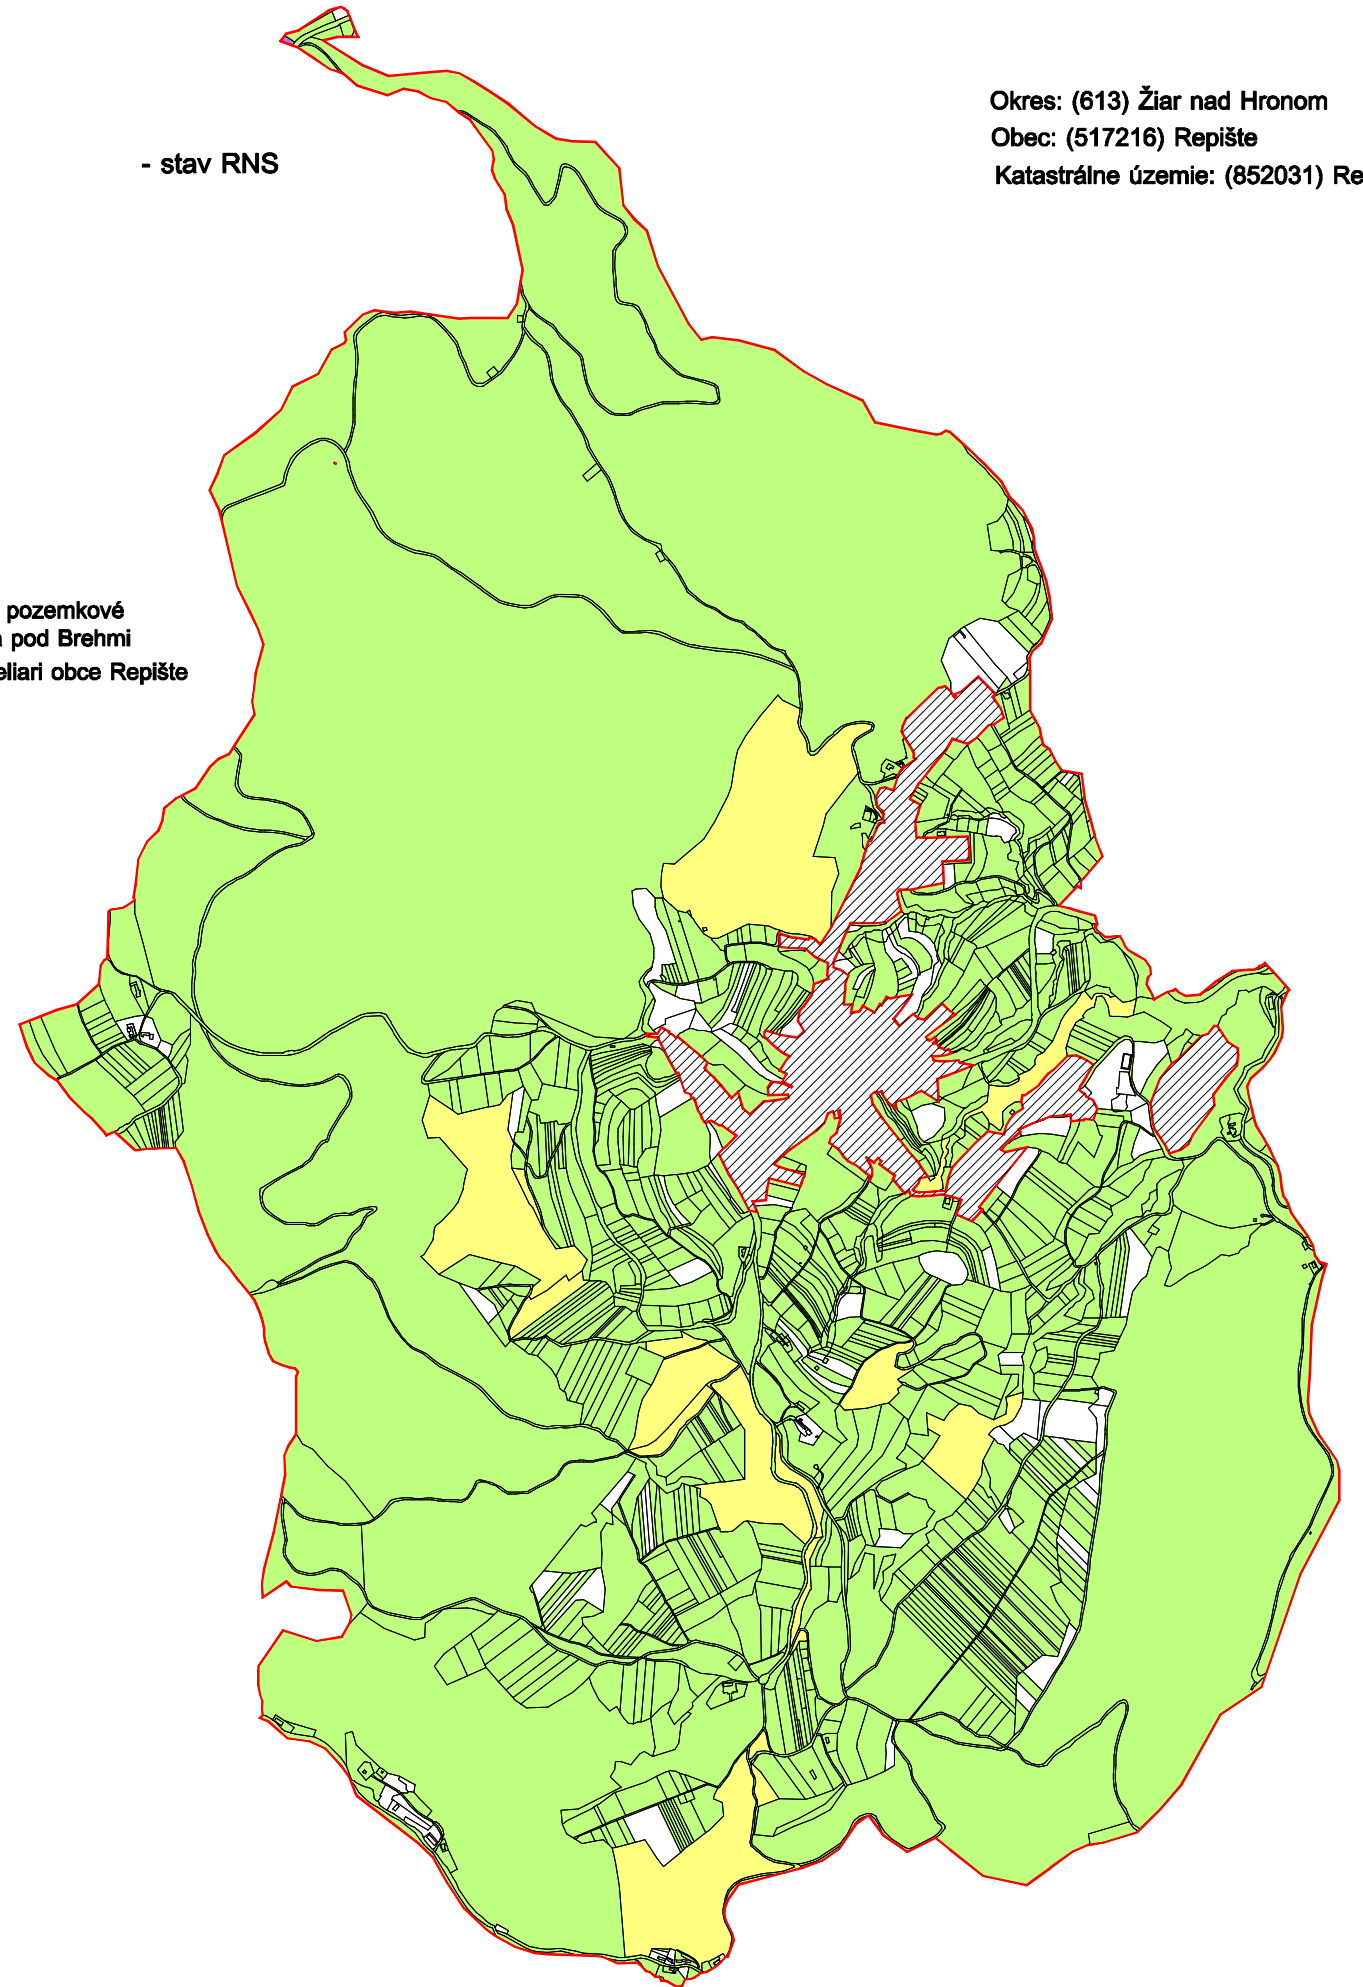 Okres: (613) Žiar nad Hronom
Obec: (517216) Repište
Katastrálne územie: (852031) Re
- stav RNS
pozemkové
pod Brehmi
eliari obce Repište